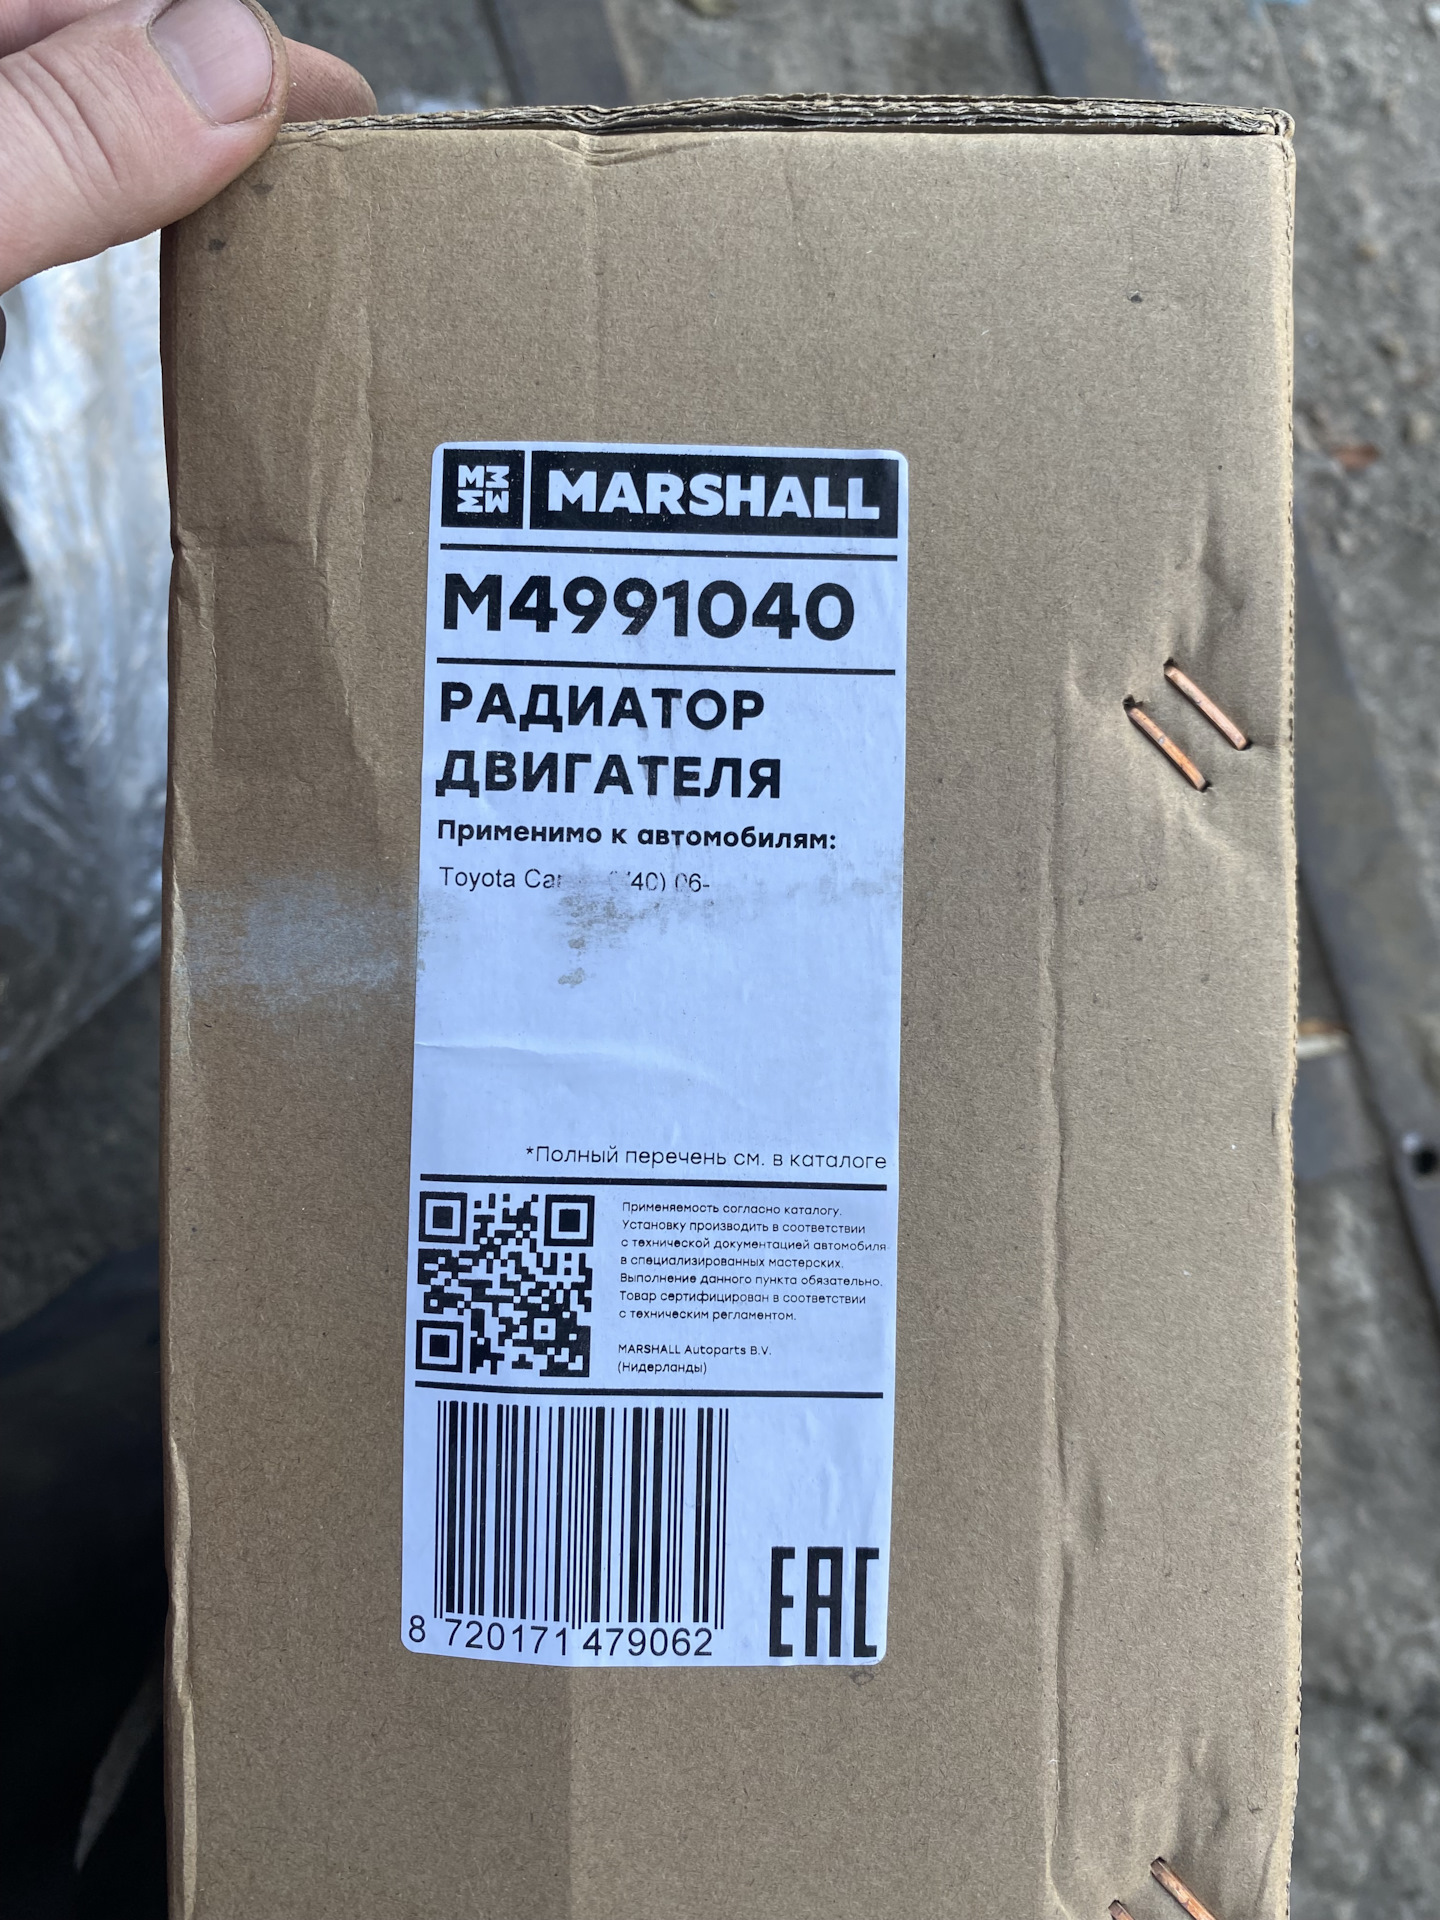 MARSHALL
M4991040
РАДИАТОР
ДВИГАТЕЛЯ
Применимо к автомобилям:
Toyota 40) 06-
*Полный перечень см. в каталоге
Применяемость согласно каталогу.
Установку производить в соответствии
с технической документацией автомобиля
в специализированных мастерских.
Выполнение данного пункта обязательно.
Товар сертифицирован в соответствии
с техническим регламентом.
MARSHALL Autoparts B.V.
(Нидерланды)
8 720171 479062
EAC